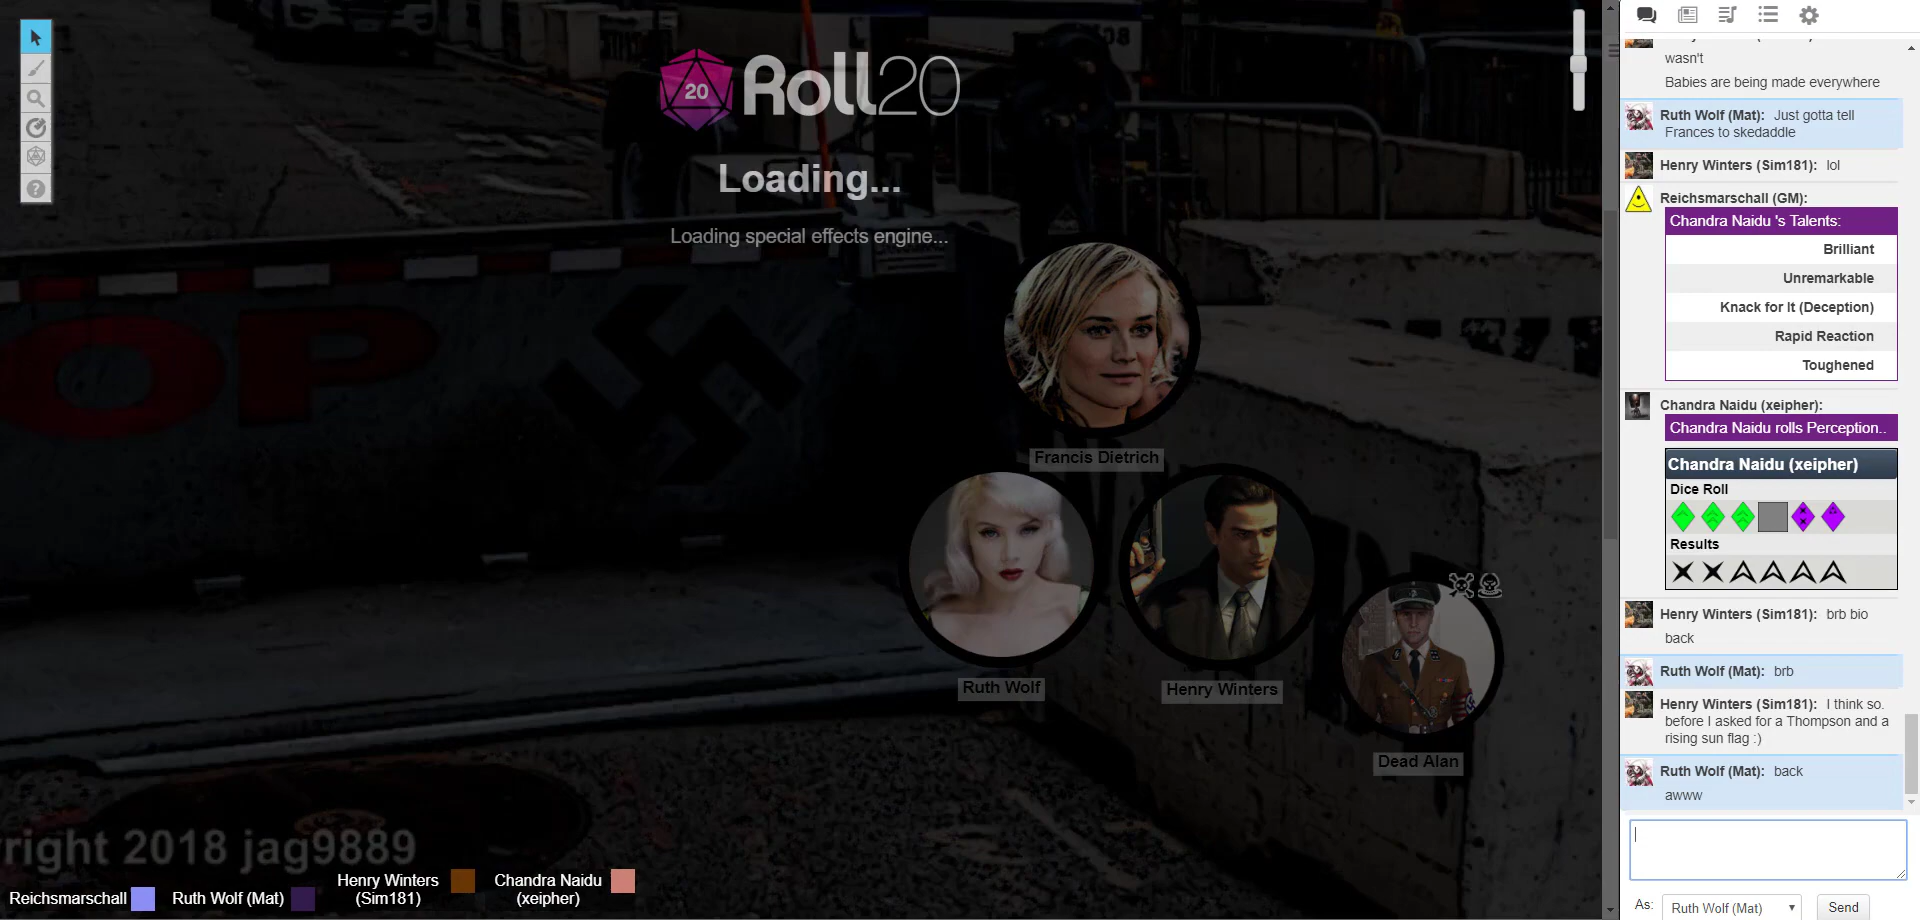 20
Roll20
Loading...
Loading special effects engine...
OP
Francis Dietrich
Ruth Wolf
Henry Winters
Dead Alan
right 2018 jag9889
Reichsmarschall
Ruth Wolf (Mat)
Henry Winters
(Sim181)
Chandra Naidu
(xeipher)
wasn't
Babies are being made everywhere
Ruth Wolf (Mat): Just gotta tell
Frances to skedaddle
Henry Winters (Sim181): lol
Reichsmarschall (GM):
Chandra Naidu 's Talents:
Brilliant
Unremarkable
Knack for It (Deception)
Rapid Reaction
Toughened
Chandra Naidu (xeipher):
Chandra Naidu rolls Perception..
Chandra Naidu (xeipher)
Dice Roll
Results
Henry Winters (Sim181): brb bio
back
Ruth Wolf (Mat): brb
Henry Winters (Sim181): I think so.
before I asked for a Thompson and a
rising sun flag :)
Ruth Wolf (Mat): back
awww
As:
Ruth Wolf (Mat)
Send